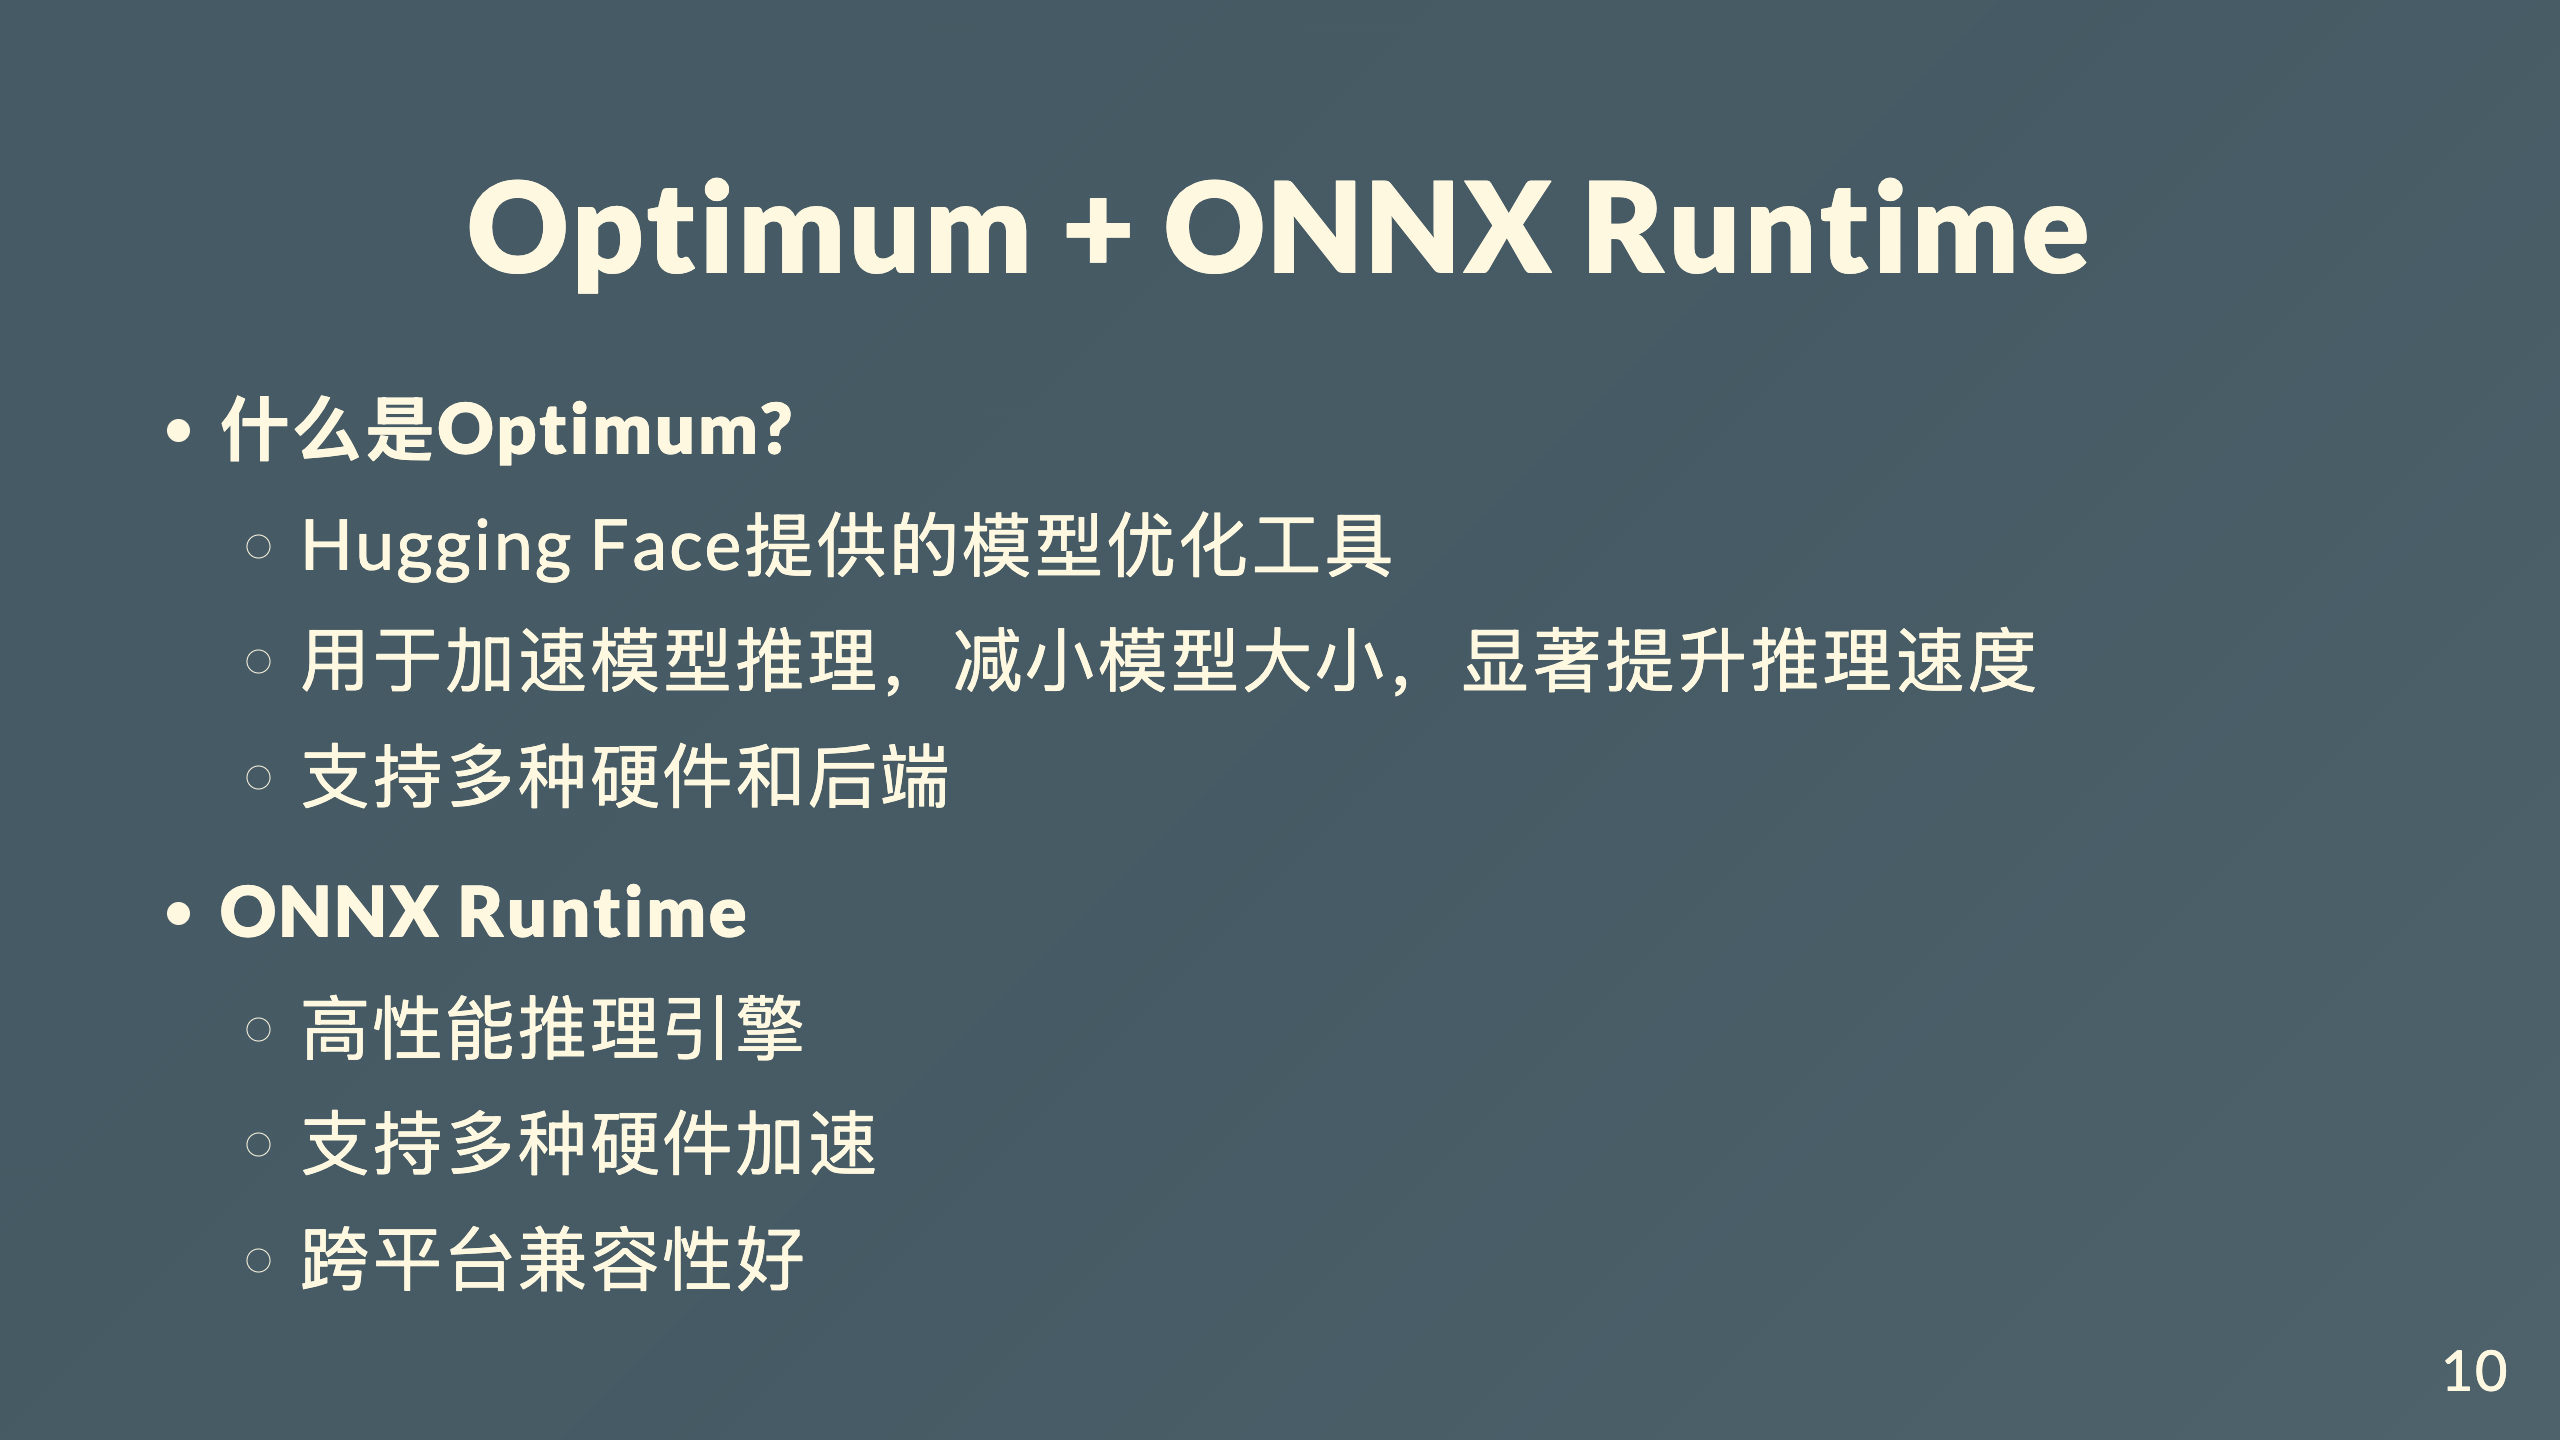 Optimum + ONNX Runtime
• 什么是Optimum?
○ Hugging Face提供的模型优化工具
○ 用于加速模型推理，减小模型大小，显著提升推理速度
○ 支持多种硬件和后端
• ONNX Runtime
○ 高性能推理引擎
○ 支持多种硬件加速
○ 跨平台兼容性好
10